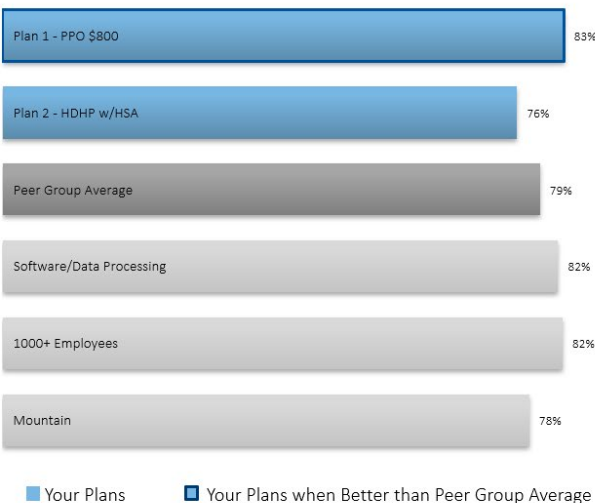 Plan 1 - PPO $800
83%
Plan 2 - HDHP w/HSA
76%
Peer Group Average
79%
Software/Data Processing
82%
1000+ Employees
82%
Mountain
78%
Your Plans
Your Plans when Better than Peer Group Average